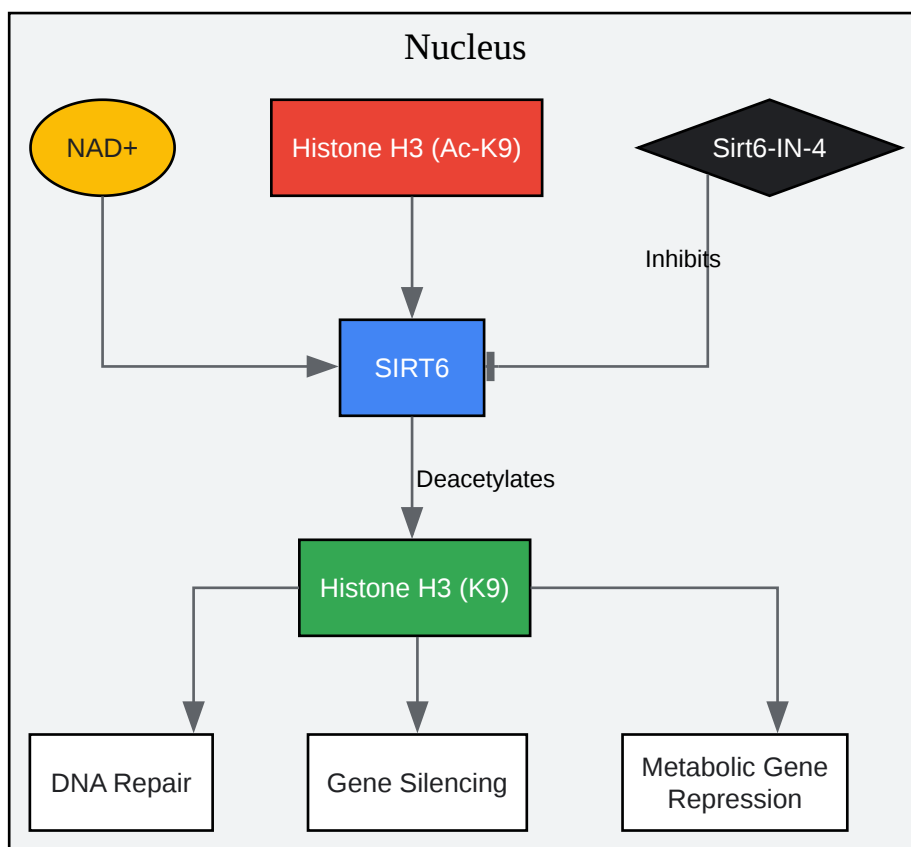 Nucleus
NAD+
Histone H3 (Ac-K9)
Sirt6-IN-4
Inhibits
SIRT6
Deacetylates
Histone H3 (K9)
DNA Repair
Gene Silencing
Metabolic Gene
Repression